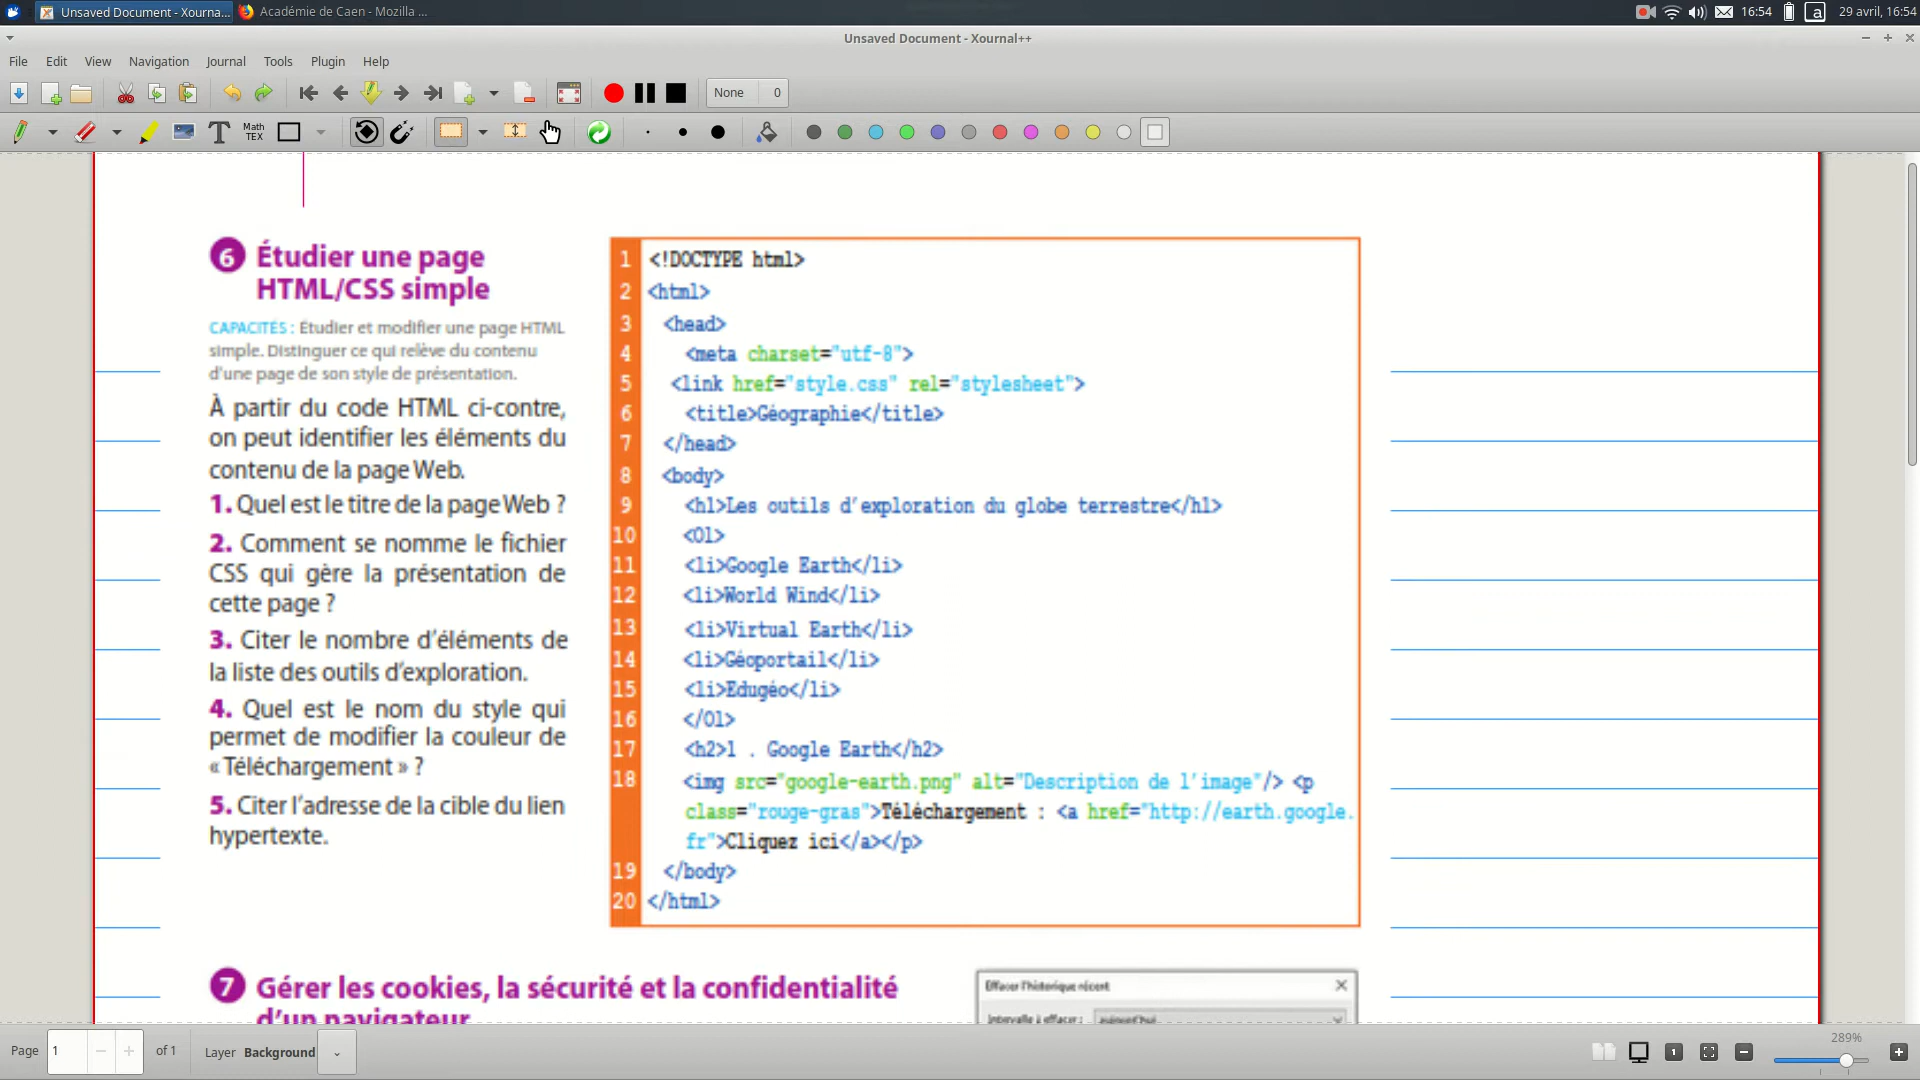 Unsaved Document - Xourna...
Académie de Caen - Mozilla ...
16:54
a
29 avril, 16:54
Unsaved Document - Xournal++
File Edit View Navigation Journal Tools Plugin Help
None 0
T
Math
TEX
6 Étudier une page
HTML/CSS simple
CAPACITÉS : Étudier et modifier une page HTML
simple. Distinguer ce qui relève du contenu
d'une page de son style de présentation.
À partir du code HTML ci-contre,
on peut identifier les éléments du
contenu de la page Web.
1. Quel est le titre de la page Web ?
2. Comment se nomme le fichier
CSS qui gère la présentation de
cette page ?
3. Citer le nombre d'éléments de
la liste des outils d'exploration.
4. Quel est le nom du style qui
permet de modifier la couleur de
« Téléchargement » ?
5. Citer l'adresse de la cible du lien
hypertexte.
1 <!DOCTYPE html>
2 <html>
3 <head>
4 <meta charset="utf-8">
5 <link href="style.css" rel="stylesheet">
6 <title>Géographie</title>
7 </head>
8 <body>
9 <h1>Les outils d'exploration du globe terrestre</h1>
10 <Ol>
11 <li>Google Earth</li>
12 <li>World Wind</li>
13 <li>Virtual Earth</li>
14 <li>Géoportail</li>
15 <li>Edugéo</li>
16 </Ol>
17 <h2>1 . Google Earth</h2>
18 <img src="google-earth.png" alt="Description de l'image"/> <p
class="rouge-gras">Téléchargement : <a href="http://earth.google.
fr">Cliquez ici</a></p>
19 </body>
20 </html>
7 Gérer les cookies, la sécurité et la confidentialité
d'un navigateur
Effacer l'historique récent
Intervalle à effacer : aujourd'hui
Page 1 of 1 Layer Background
289%
1